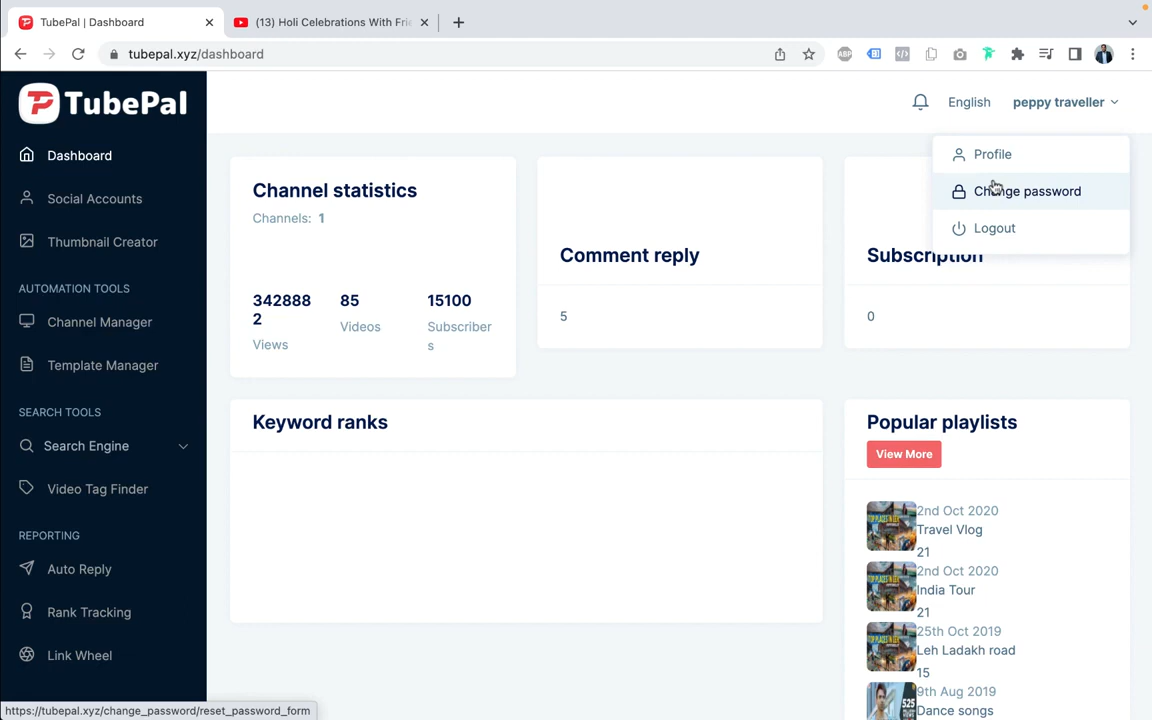 TubePal | Dashboard
(13) Holi Celebrations With Frie
tubepal.xyz/dashboard
ABP
TubePal
English
peppy traveller
Profile
Change password
Logout
Dashboard
Social Accounts
Thumbnail Creator
AUTOMATION TOOLS
Channel Manager
Template Manager
SEARCH TOOLS
Search Engine
Video Tag Finder
REPORTING
Auto Reply
Rank Tracking
Link Wheel
Channel statistics
Channels: 1
342888
2
Views
85
Videos
15100
Subscriber
s
Comment reply
5
Subscription
0
Keyword ranks
Popular playlists
View More
2nd Oct 2020
Travel Vlog
21
2nd Oct 2020
India Tour
21
25th Oct 2019
Leh Ladakh road
15
9th Aug 2019
Dance songs
https://tubepal.xyz/change_password/reset_password_form